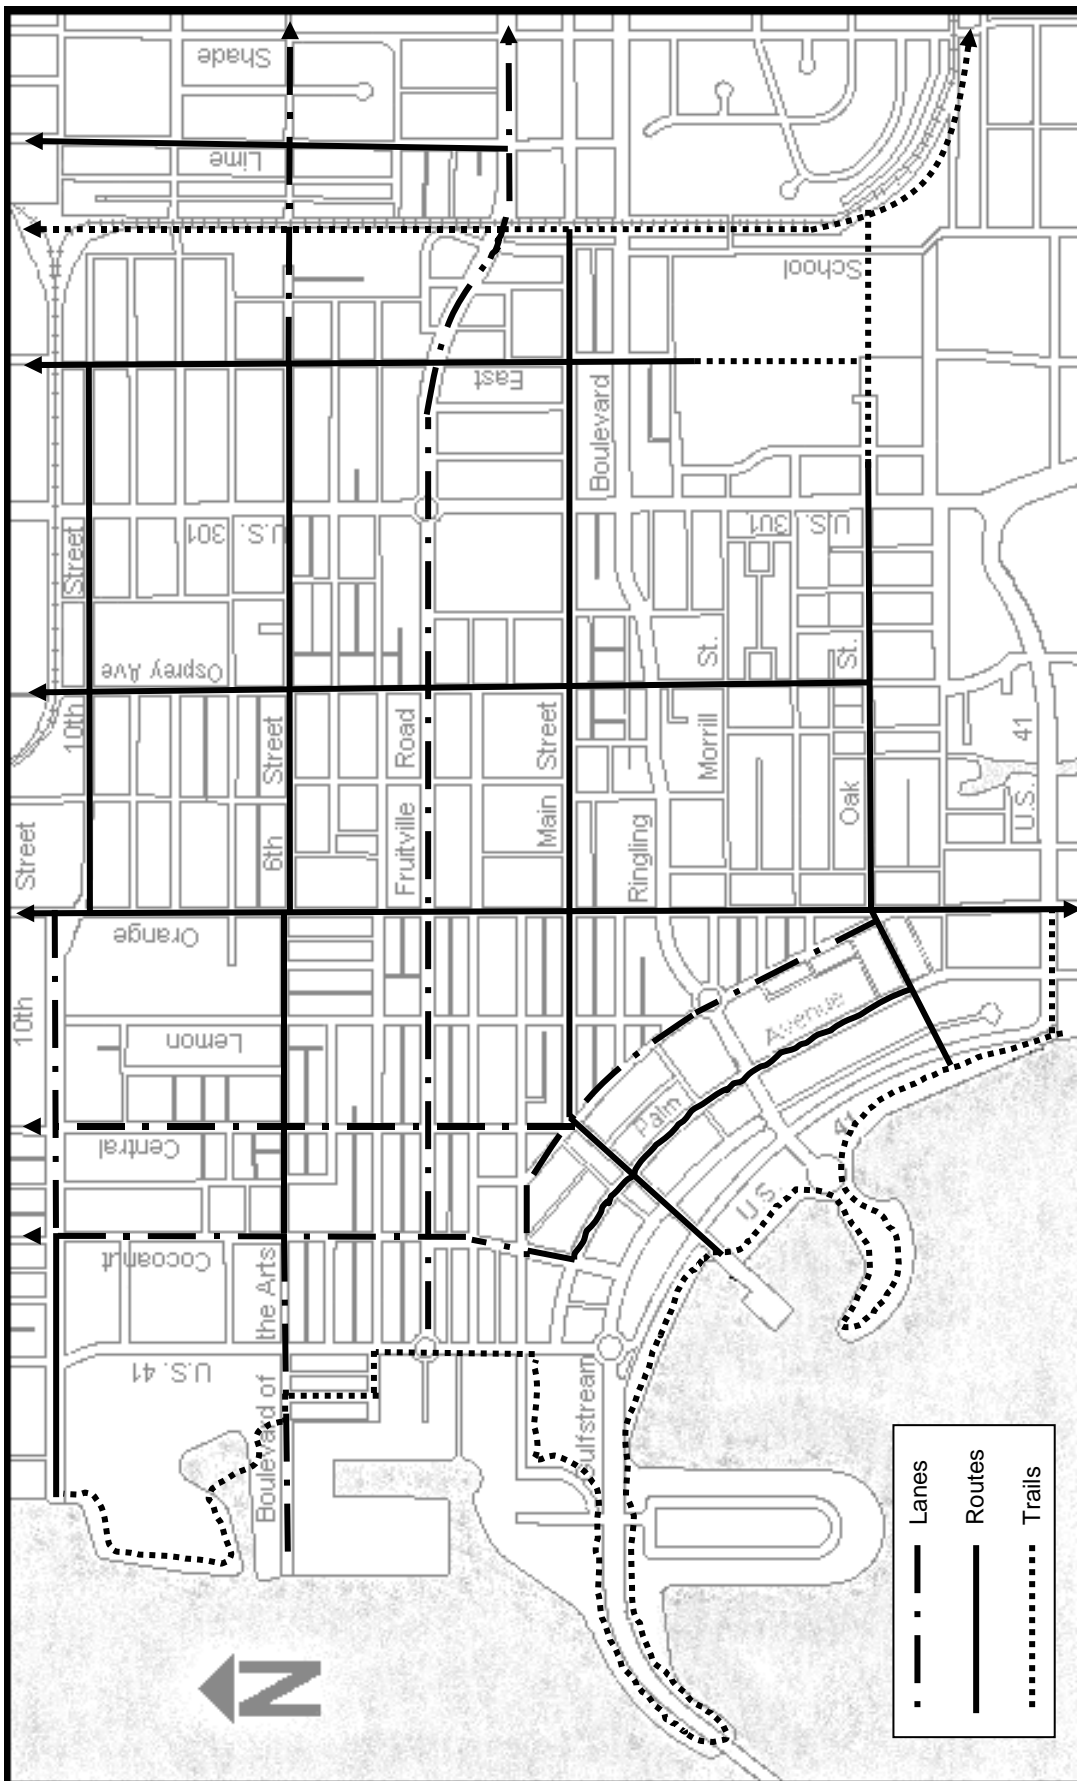 Shade
Lime
School
East
Boulevard
U.S. 301
U.S. 301
Street
Osprey Ave
St.
St.
10th
Street
Road
Street
Morrill
41
Street
6th
Fruitville
Main
Ringling
Oak
U.S.
Orange
10th
Lemon
Avenue
Palm
Central
41
U.S.
Cocoanut
the Arts
U.S. 41
Boulevard of
ulfstream
N
Lanes
Routes
Trails